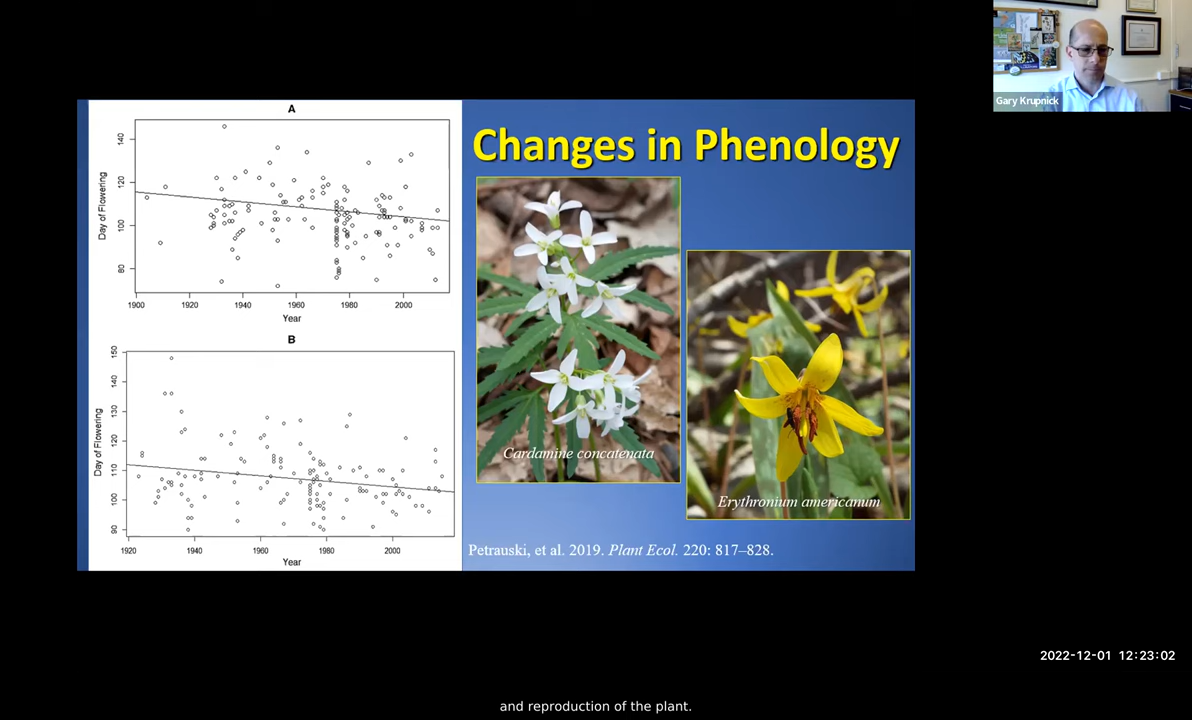 Gary Krupnick
Changes in Phenology
A
Day of Flowering
140
120
100
80
1900 1920 1940 1960 1980 2000
Year
B
Day of Flowering
150
140
130
120
110
100
90
1920 1940 1960 1980 2000
Year
Cardamine concatenata
Erythronium americanum
Petrauski, et al. 2019. Plant Ecol. 220: 817–828.
2022-12-01 12:23:02
and reproduction of the plant.